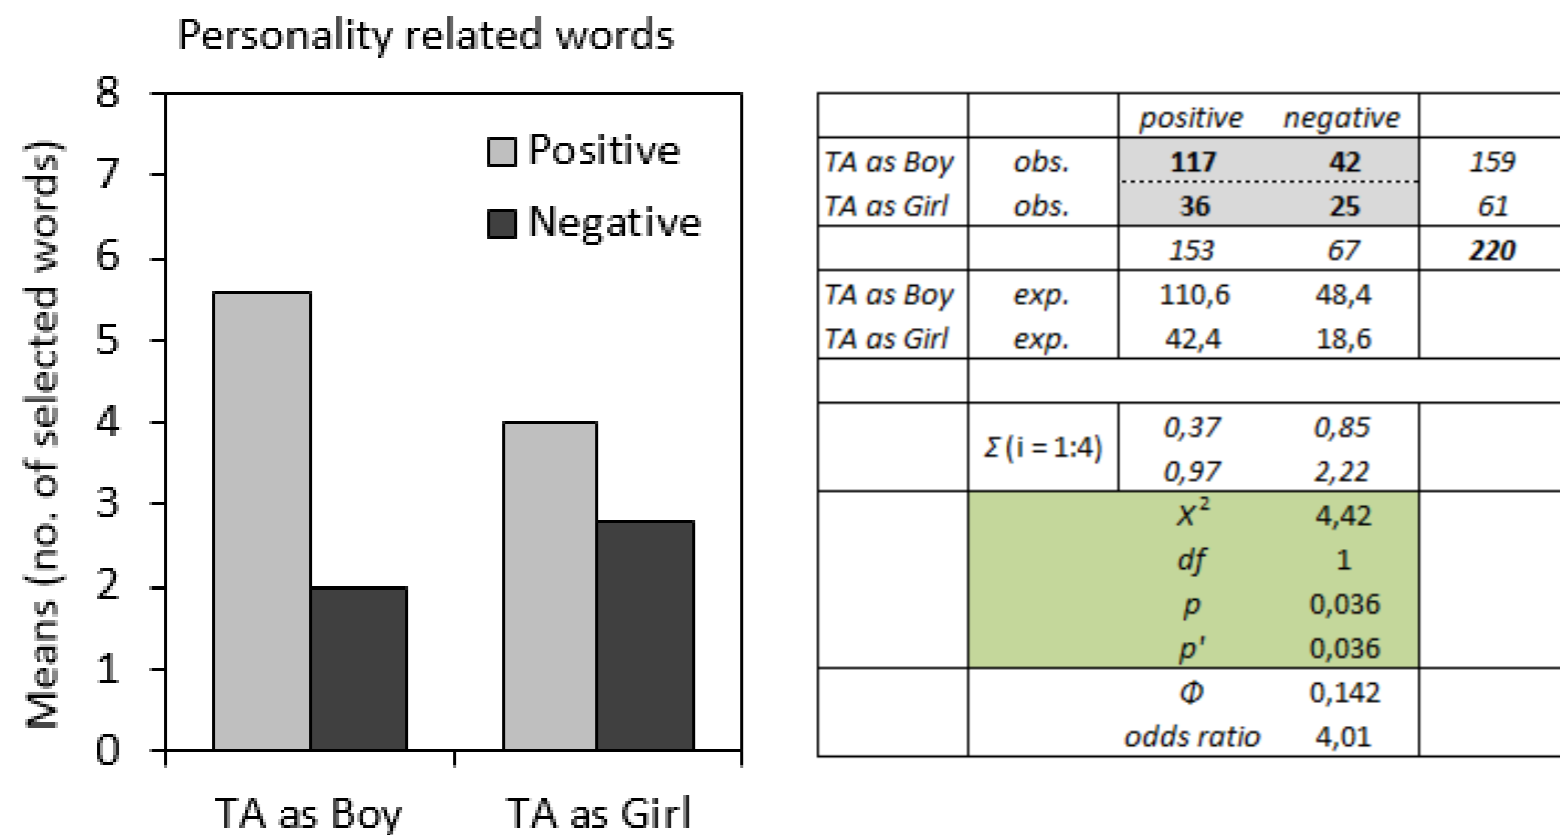 Personality related words
Means (no. of selected words)
8
7
6
5
4
3
2
1
0
Positive
Negative
TA as Boy TA as Girl
positive negative
TA as Boy obs. 117 42 159
TA as Girl obs. 36 25 61
153 67 220
TA as Boy exp. 110,6 48,4
TA as Girl exp. 42,4 18,6
Σ (i = 1:4) 0,37 0,85
0,97 2,22
X² 4,42
df 1
p 0,036
p' 0,036
Φ 0,142
odds ratio 4,01